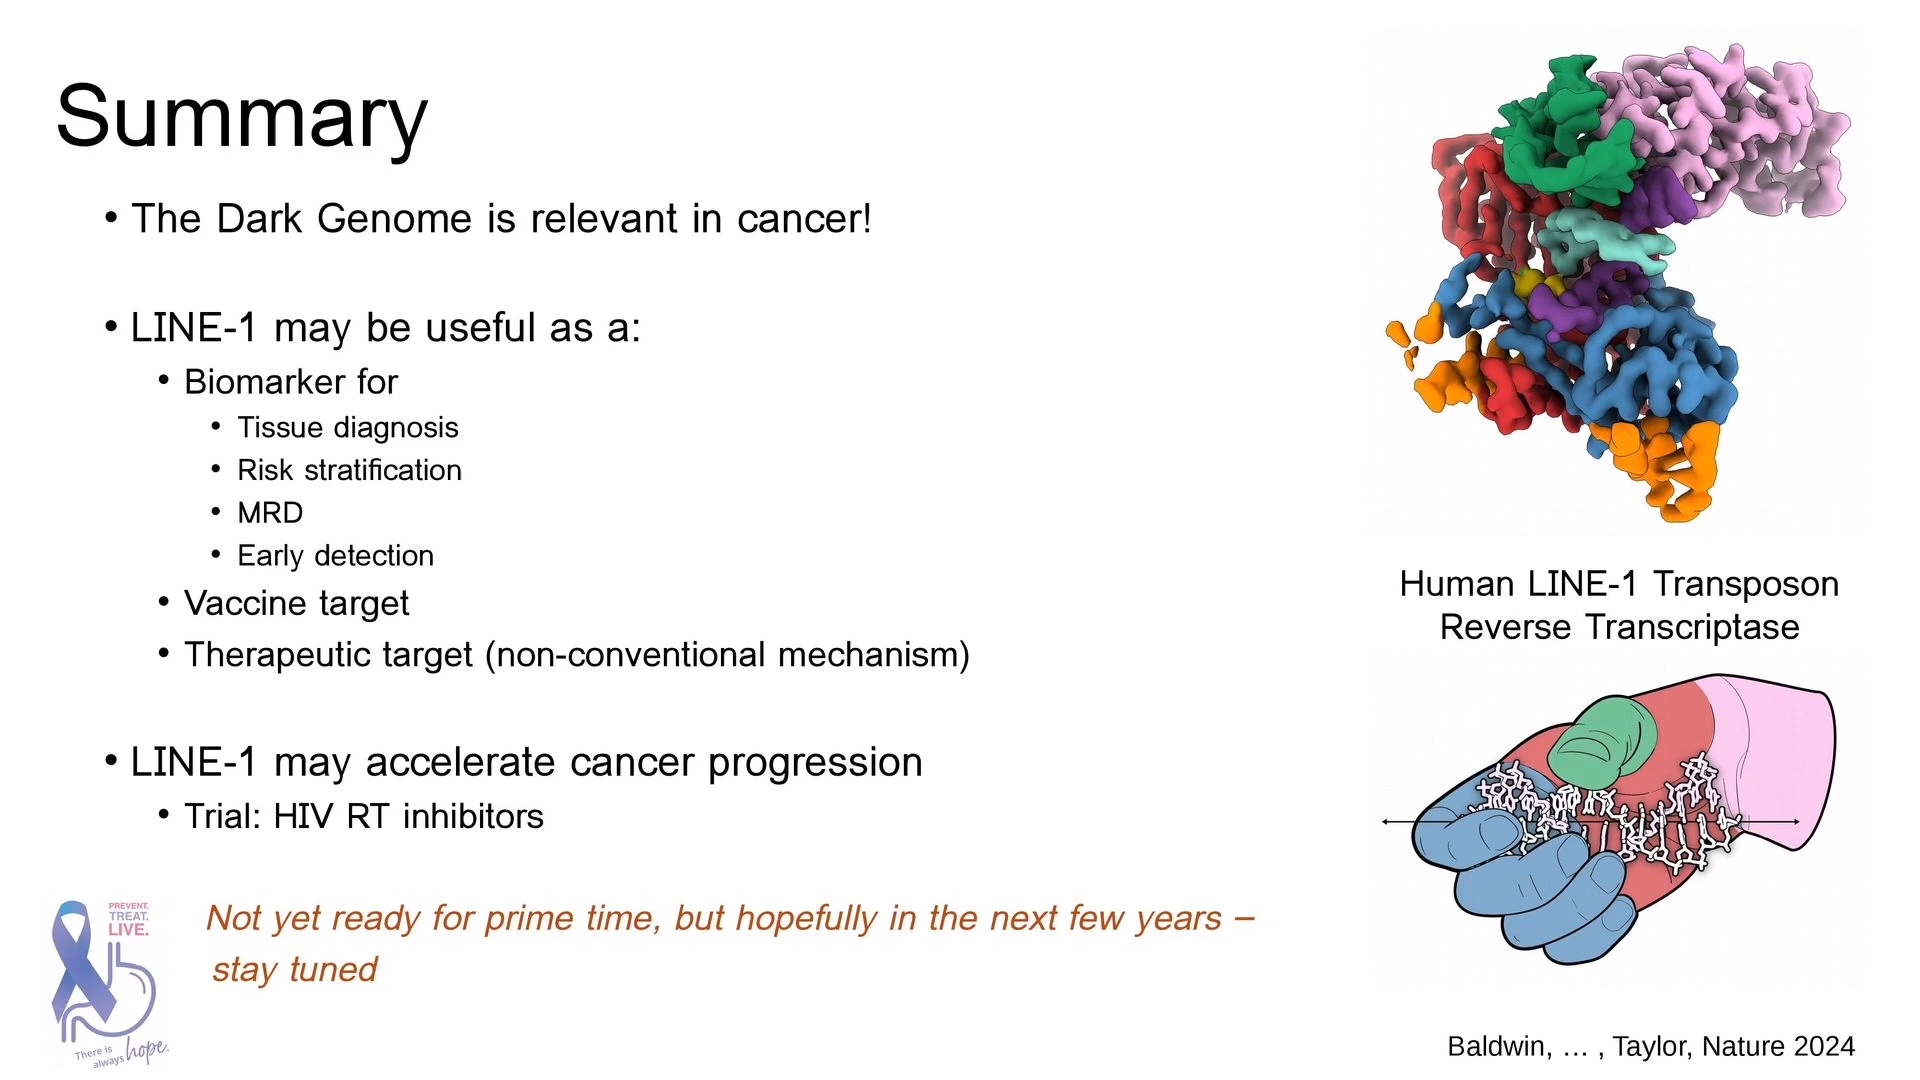 Summary
• The Dark Genome is relevant in cancer!
• LINE-1 may be useful as a:
• Biomarker for
• Tissue diagnosis
• Risk stratification
• MRD
• Early detection
• Vaccine target
• Therapeutic target (non-conventional mechanism)
• LINE-1 may accelerate cancer progression
• Trial: HIV RT inhibitors
Not yet ready for prime time, but hopefully in the next few years –
stay tuned
PREVENT.
TREAT.
LIVE.
There is
always hope.
Human LINE-1 Transposon
Reverse Transcriptase
Baldwin, … , Taylor, Nature 2024